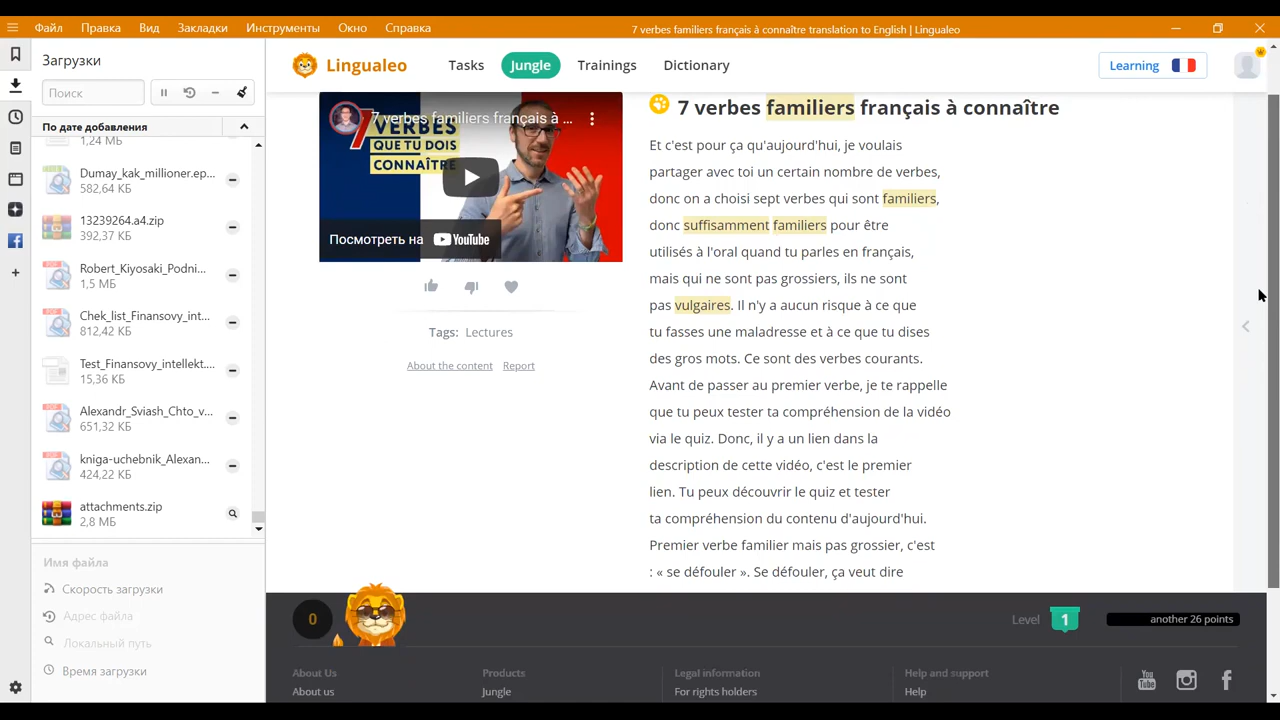 Файл Правка Вид Закладки Инструменты Окно Справка
7 verbes familiers français à connaître translation to English | Lingualeo
Загрузки
Поиск
По дате добавления
1,24 МБ
Dumay_kak_millioner.ep...
582,64 КБ
13239264.a4.zip
392,37 КБ
Robert_Kiyosaki_Podni...
1,5 МБ
Chek_list_Finansovy_int...
812,42 КБ
Test_Finansovy_intellekt....
15,36 КБ
Alexandr_Sviash_Chto_v...
651,32 КБ
kniga-uchebnik_Alexan...
424,22 КБ
attachments.zip
2,8 МБ
Имя файла
Скорость загрузки
Адрес файла
Локальный путь
Время загрузки
Lingualeo Tasks Jungle Trainings Dictionary Learning
7 verbes familiers français à ...
7 VERBES
QUE TU DOIS
CONNAÎTRE
Посмотреть на YouTube
Tags: Lectures
About the content Report
7 verbes familiers français à connaître
Et c'est pour ça qu'aujourd'hui, je voulais
partager avec toi un certain nombre de verbes,
donc on a choisi sept verbes qui sont familiers,
donc suffisamment familiers pour être
utilisés à l'oral quand tu parles en français,
mais qui ne sont pas grossiers, ils ne sont
pas vulgaires. Il n'y a aucun risque à ce que
tu fasses une maladresse et à ce que tu dises
des gros mots. Ce sont des verbes courants.
Avant de passer au premier verbe, je te rappelle
que tu peux tester ta compréhension de la vidéo
via le quiz. Donc, il y a un lien dans la
description de cette vidéo, c'est le premier
lien. Tu peux découvrir le quiz et tester
ta compréhension du contenu d'aujourd'hui.
Premier verbe familier mais pas grossier, c'est
: « se défouler ». Se défouler, ça veut dire
0
Level 1 another 26 points
About Us Products Legal information Help and support
About us Jungle For rights holders Help
You Tube